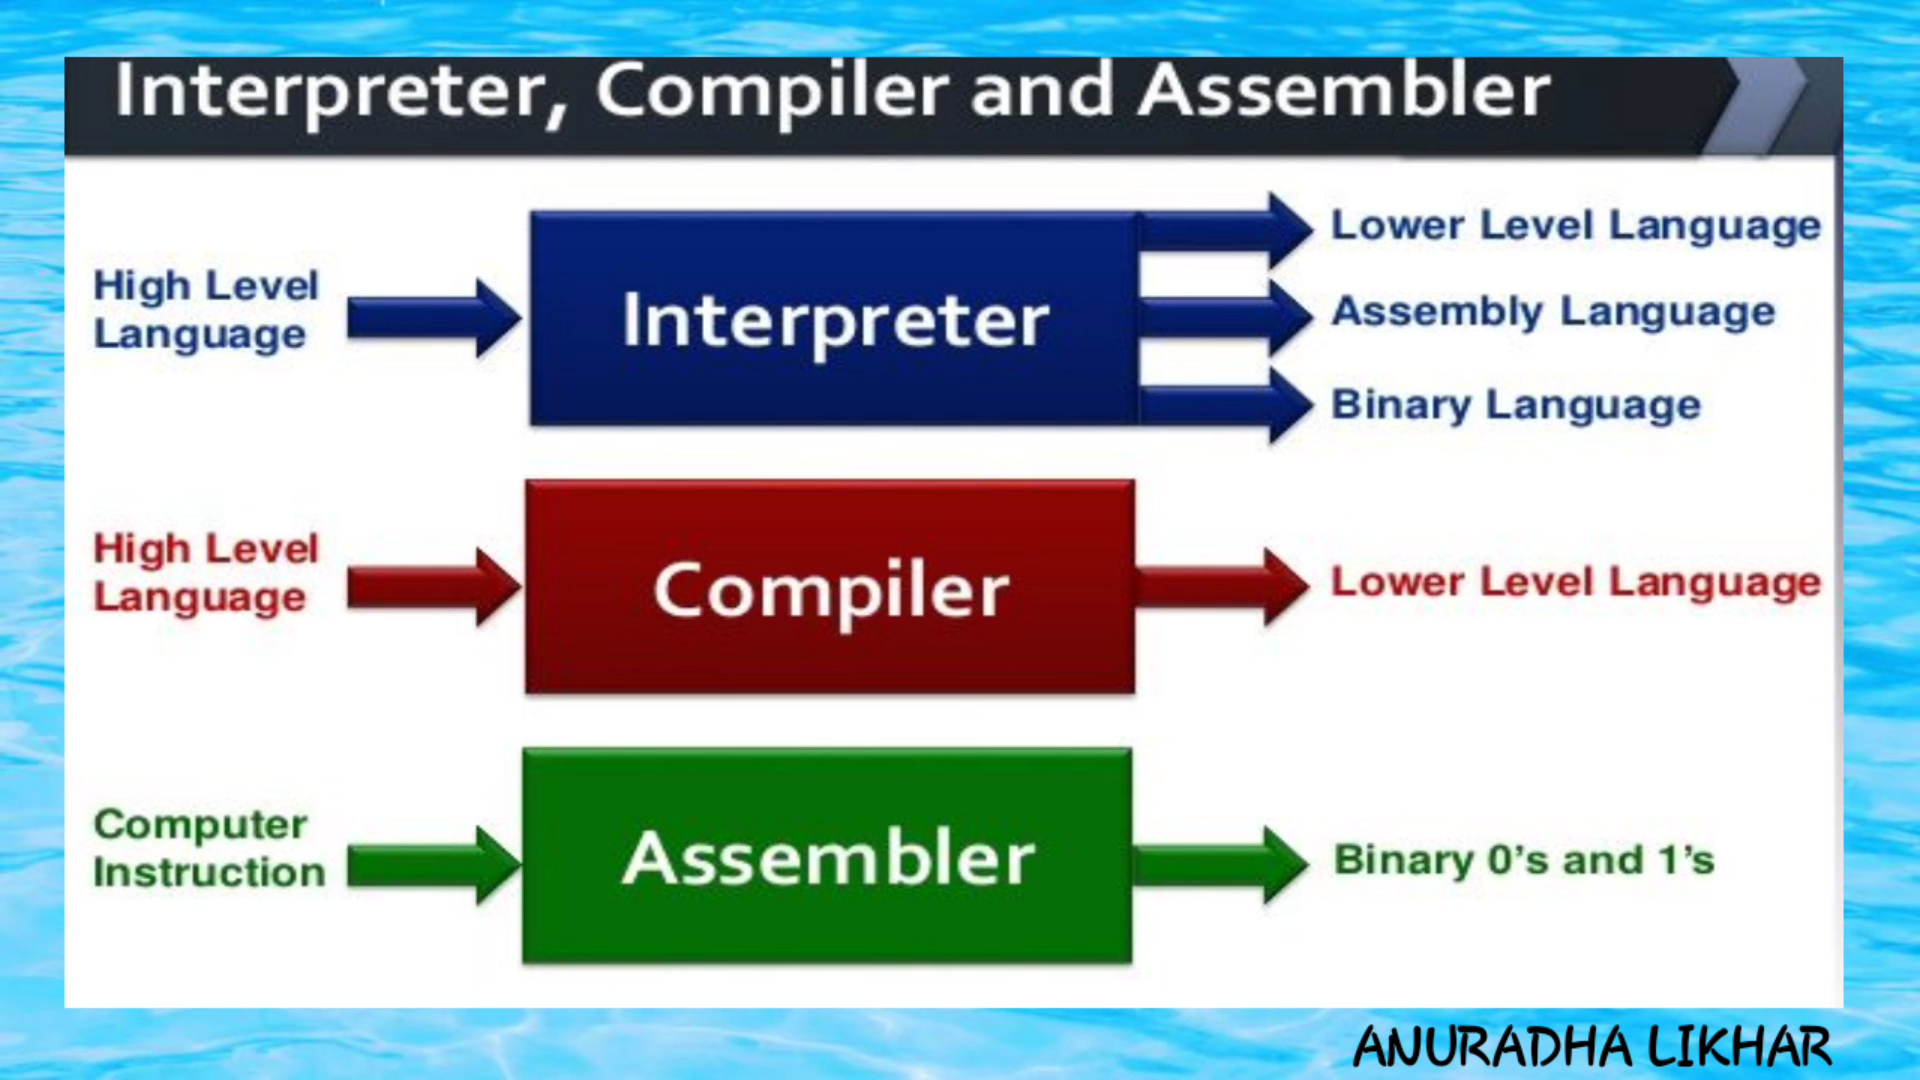 Interpreter, Compiler and Assembler
High Level
Language
Interpreter
Lower Level Language
Assembly Language
Binary Language
High Level
Language
Compiler
Lower Level Language
Computer
Instruction
Assembler
Binary 0’s and 1’s
ANURADHA LIKHAR